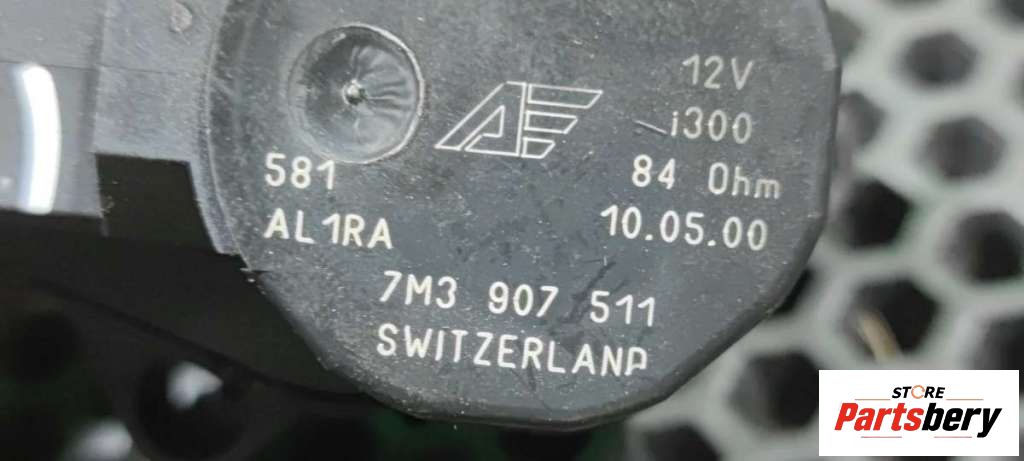 12V
i300
581
84 Ohm
AL1RA
10.05.00
7M3 907 511
SWITZERLAND
STORE
Partsbery